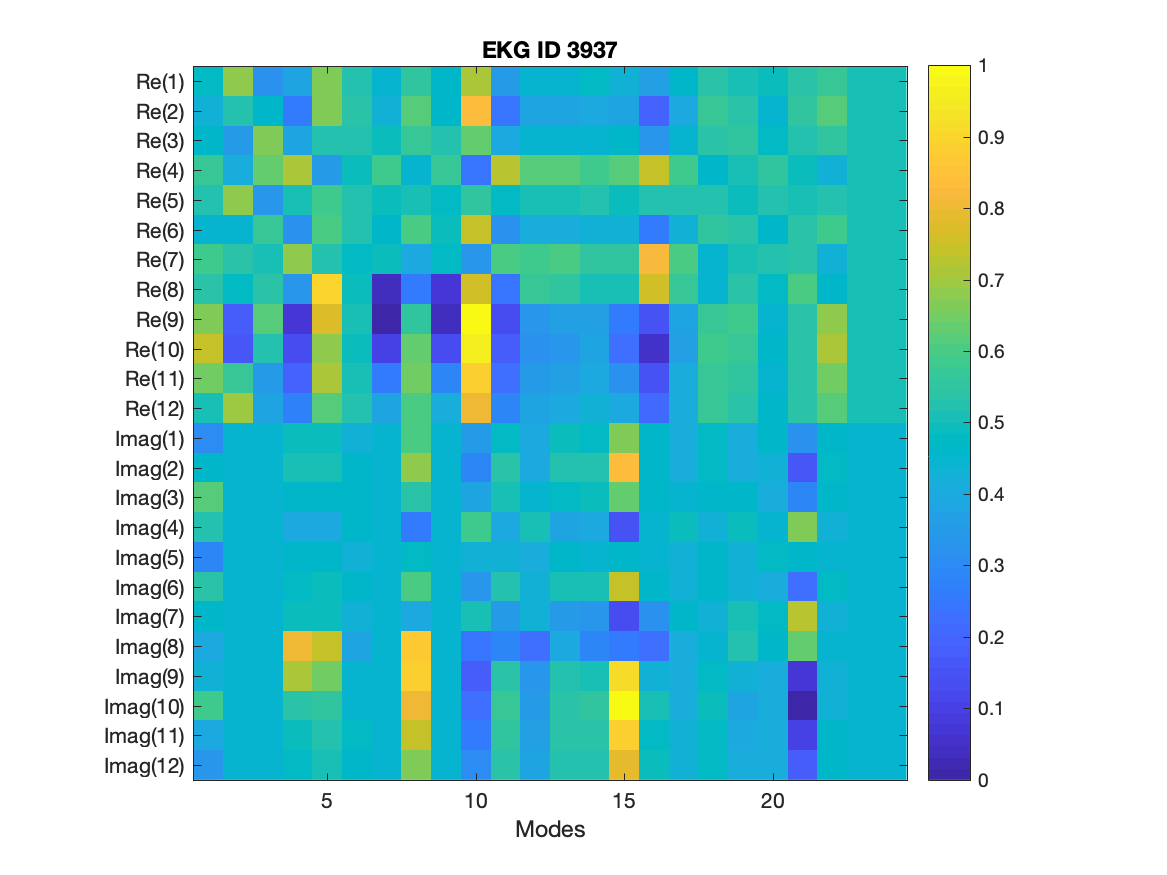 EKG ID 3937
Re(1)
Re(2)
Re(3)
Re(4)
Re(5)
Re(6)
Re(7)
Re(8)
Re(9)
Re(10)
Re(11)
Re(12)
Imag(1)
Imag(2)
Imag(3)
Imag(4)
Imag(5)
Imag(6)
Imag(7)
Imag(8)
Imag(9)
Imag(10)
Imag(11)
Imag(12)
5 10 15 20
Modes
1
0.9
0.8
0.7
0.6
0.5
0.4
0.3
0.2
0.1
0